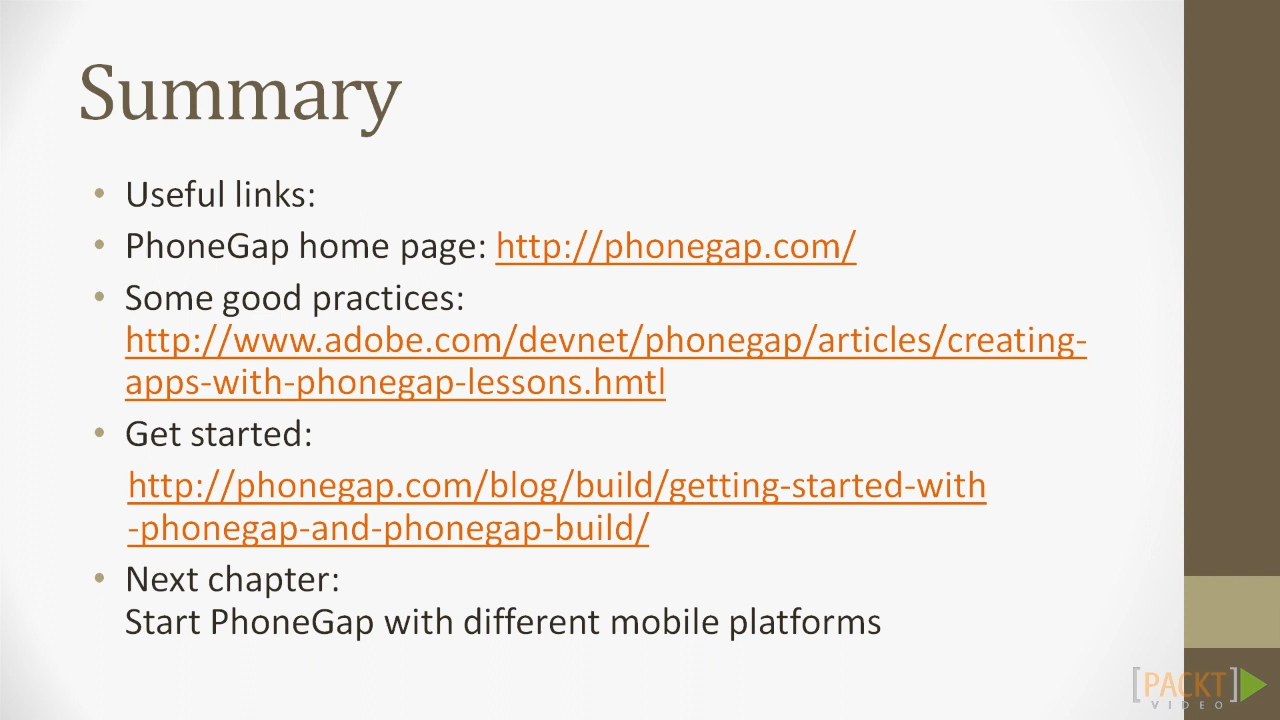 Summary
• Useful links:
• PhoneGap home page: http://phonegap.com/
• Some good practices:
http://www.adobe.com/devnet/phonegap/articles/creating-
apps-with-phonegap-lessons.hmtl
• Get started:
http://phonegap.com/blog/build/getting-started-with
-phonegap-and-phonegap-build/
• Next chapter:
Start PhoneGap with different mobile platforms
[PACKT]
VIDEO